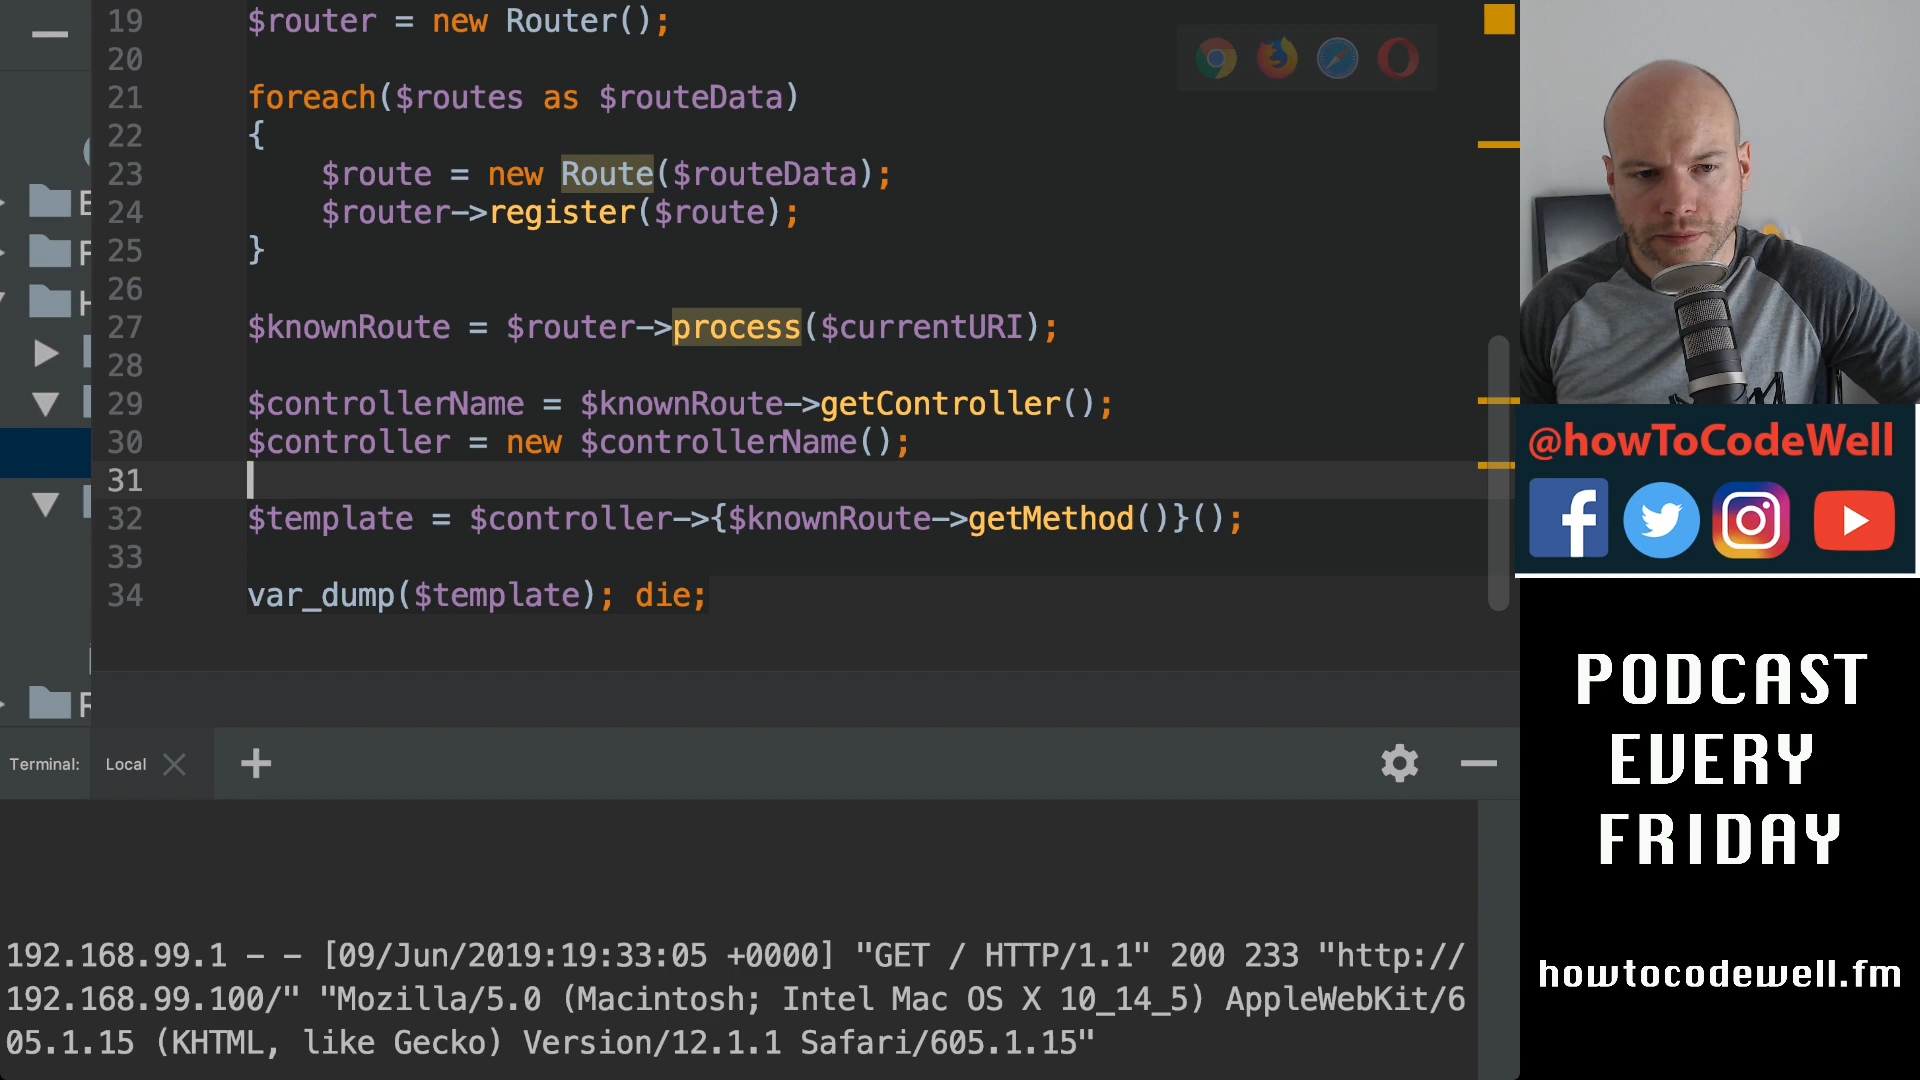 19 $router = new Router();
20
21 foreach($routes as $routeData)
22 {
23 $route = new Route($routeData);
24 $router->register($route);
25 }
26
27 $knownRoute = $router->process($currentURI);
28
29 $controllerName = $knownRoute->getController();
30 $controller = new $controllerName();
31
32 $template = $controller->{$knownRoute->getMethod()}();
33
34 var_dump($template); die;
Terminal: Local
192.168.99.1 - - [09/Jun/2019:19:33:05 +0000] "GET / HTTP/1.1" 200 233 "http://
192.168.99.100/" "Mozilla/5.0 (Macintosh; Intel Mac OS X 10_14_5) AppleWebKit/6
05.1.15 (KHTML, like Gecko) Version/12.1.1 Safari/605.1.15"
@howToCodeWell
PODCAST
EVERY
FRIDAY
howtocodewell.fm